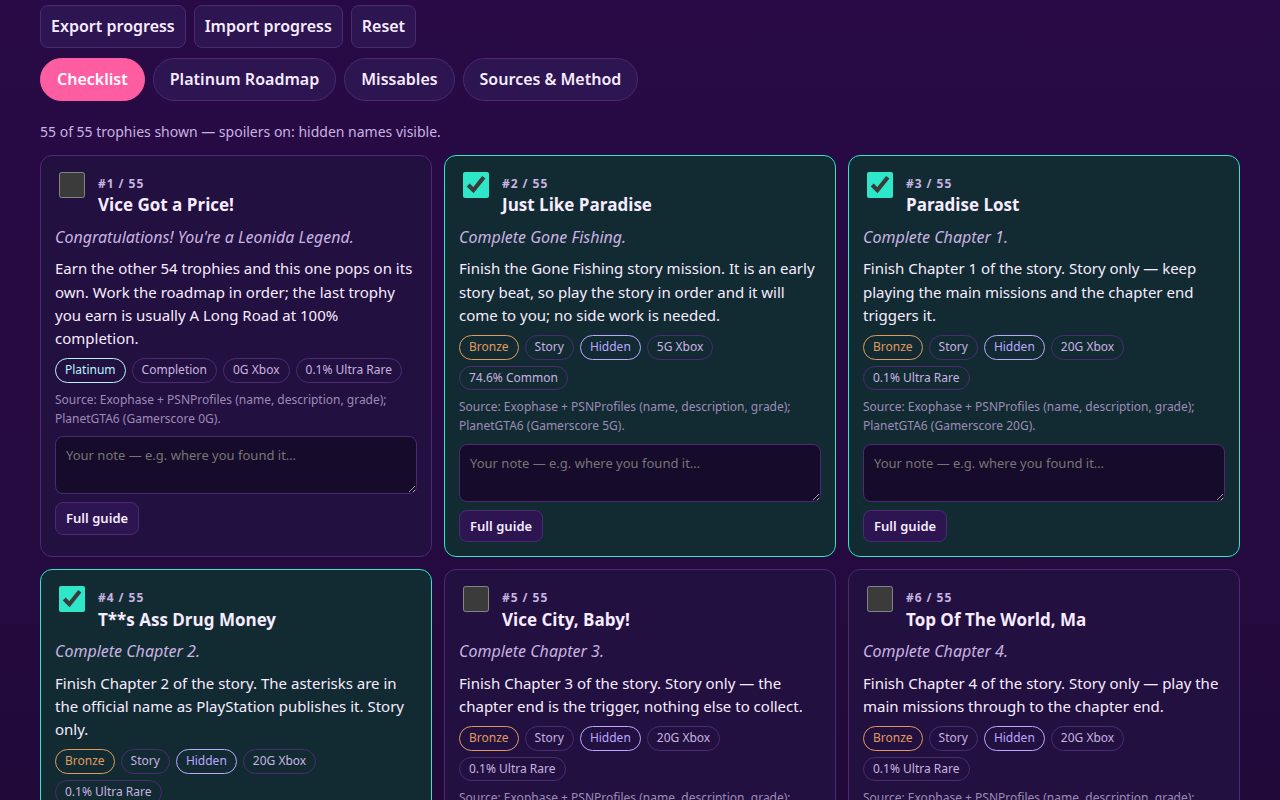 Export progress Import progress Reset
Checklist Platinum Roadmap Missables Sources & Method
55 of 55 trophies shown — spoilers on: hidden names visible.
#1 / 55
Vice Got a Price!
Congratulations! You're a Leonida Legend.
Earn the other 54 trophies and this one pops on its
own. Work the roadmap in order; the last trophy
you earn is usually A Long Road at 100%
completion.
Platinum Completion 0G Xbox 0.1% Ultra Rare
Source: Exophase + PSNProfiles (name, description, grade);
PlanetGTA6 (Gamerscore 0G).
Your note — e.g. where you found it...
Full guide
#2 / 55
Just Like Paradise
Complete Gone Fishing.
Finish the Gone Fishing story mission. It is an early
story beat, so play the story in order and it will
come to you; no side work is needed.
Bronze Story Hidden 5G Xbox
74.6% Common
Source: Exophase + PSNProfiles (name, description, grade);
PlanetGTA6 (Gamerscore 5G).
Your note — e.g. where you found it...
Full guide
#3 / 55
Paradise Lost
Complete Chapter 1.
Finish Chapter 1 of the story. Story only — keep
playing the main missions and the chapter end
triggers it.
Bronze Story Hidden 20G Xbox
0.1% Ultra Rare
Source: Exophase + PSNProfiles (name, description, grade);
PlanetGTA6 (Gamerscore 20G).
Your note — e.g. where you found it...
Full guide
#4 / 55
T**s Ass Drug Money
Complete Chapter 2.
Finish Chapter 2 of the story. The asterisks are in
the official name as PlayStation publishes it. Story
only.
Bronze Story Hidden 20G Xbox
0.1% Ultra Rare
#5 / 55
Vice City, Baby!
Complete Chapter 3.
Finish Chapter 3 of the story. Story only — the
chapter end is the trigger, nothing else to collect.
Bronze Story Hidden 20G Xbox
0.1% Ultra Rare
Source: Exophase + PSNProfiles (name, description, grade);
#6 / 55
Top Of The World, Ma
Complete Chapter 4.
Finish Chapter 4 of the story. Story only — play the
main missions through to the chapter end.
Bronze Story Hidden 20G Xbox
0.1% Ultra Rare
Source: Exophase + PSNProfiles (name, description, grade);